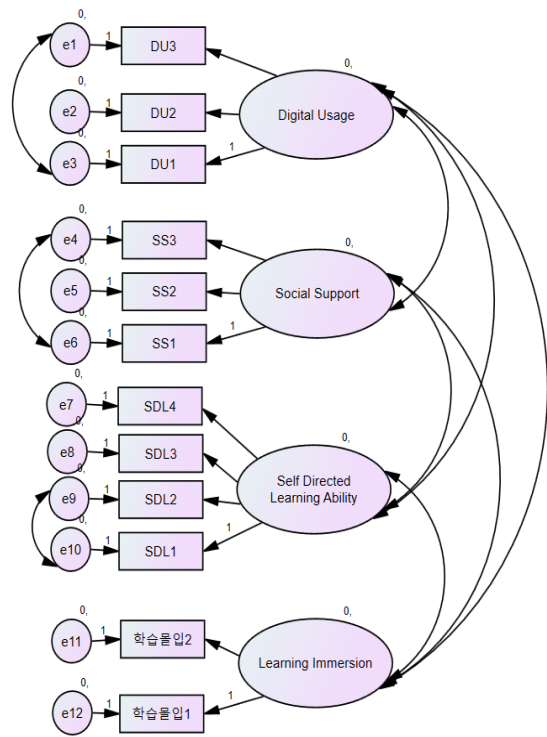 0,
e1
1
DU3
0,
e2
1
DU2
0,
e3
1
DU1
0,
Digital Usage
1
0,
e4
1
SS3
0,
e5
1
SS2
0,
e6
1
SS1
0,
Social Support
1
0,
e7
1
SDL4
0,
e8
1
SDL3
0,
e9
1
SDL2
0,
e10
1
SDL1
0,
Self Directed
Learning Ability
1
0,
e11
1
학습몰입2
0,
e12
1
학습몰입1
0,
Learning Immersion
1